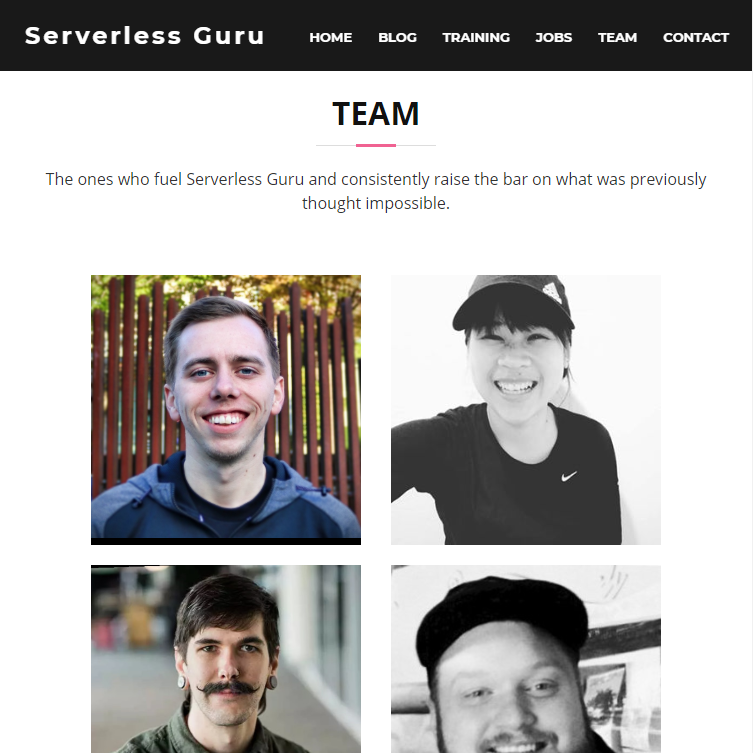 Serverless Guru
HOME BLOG TRAINING JOBS TEAM CONTACT
TEAM
The ones who fuel Serverless Guru and consistently raise the bar on what was previously
thought impossible.